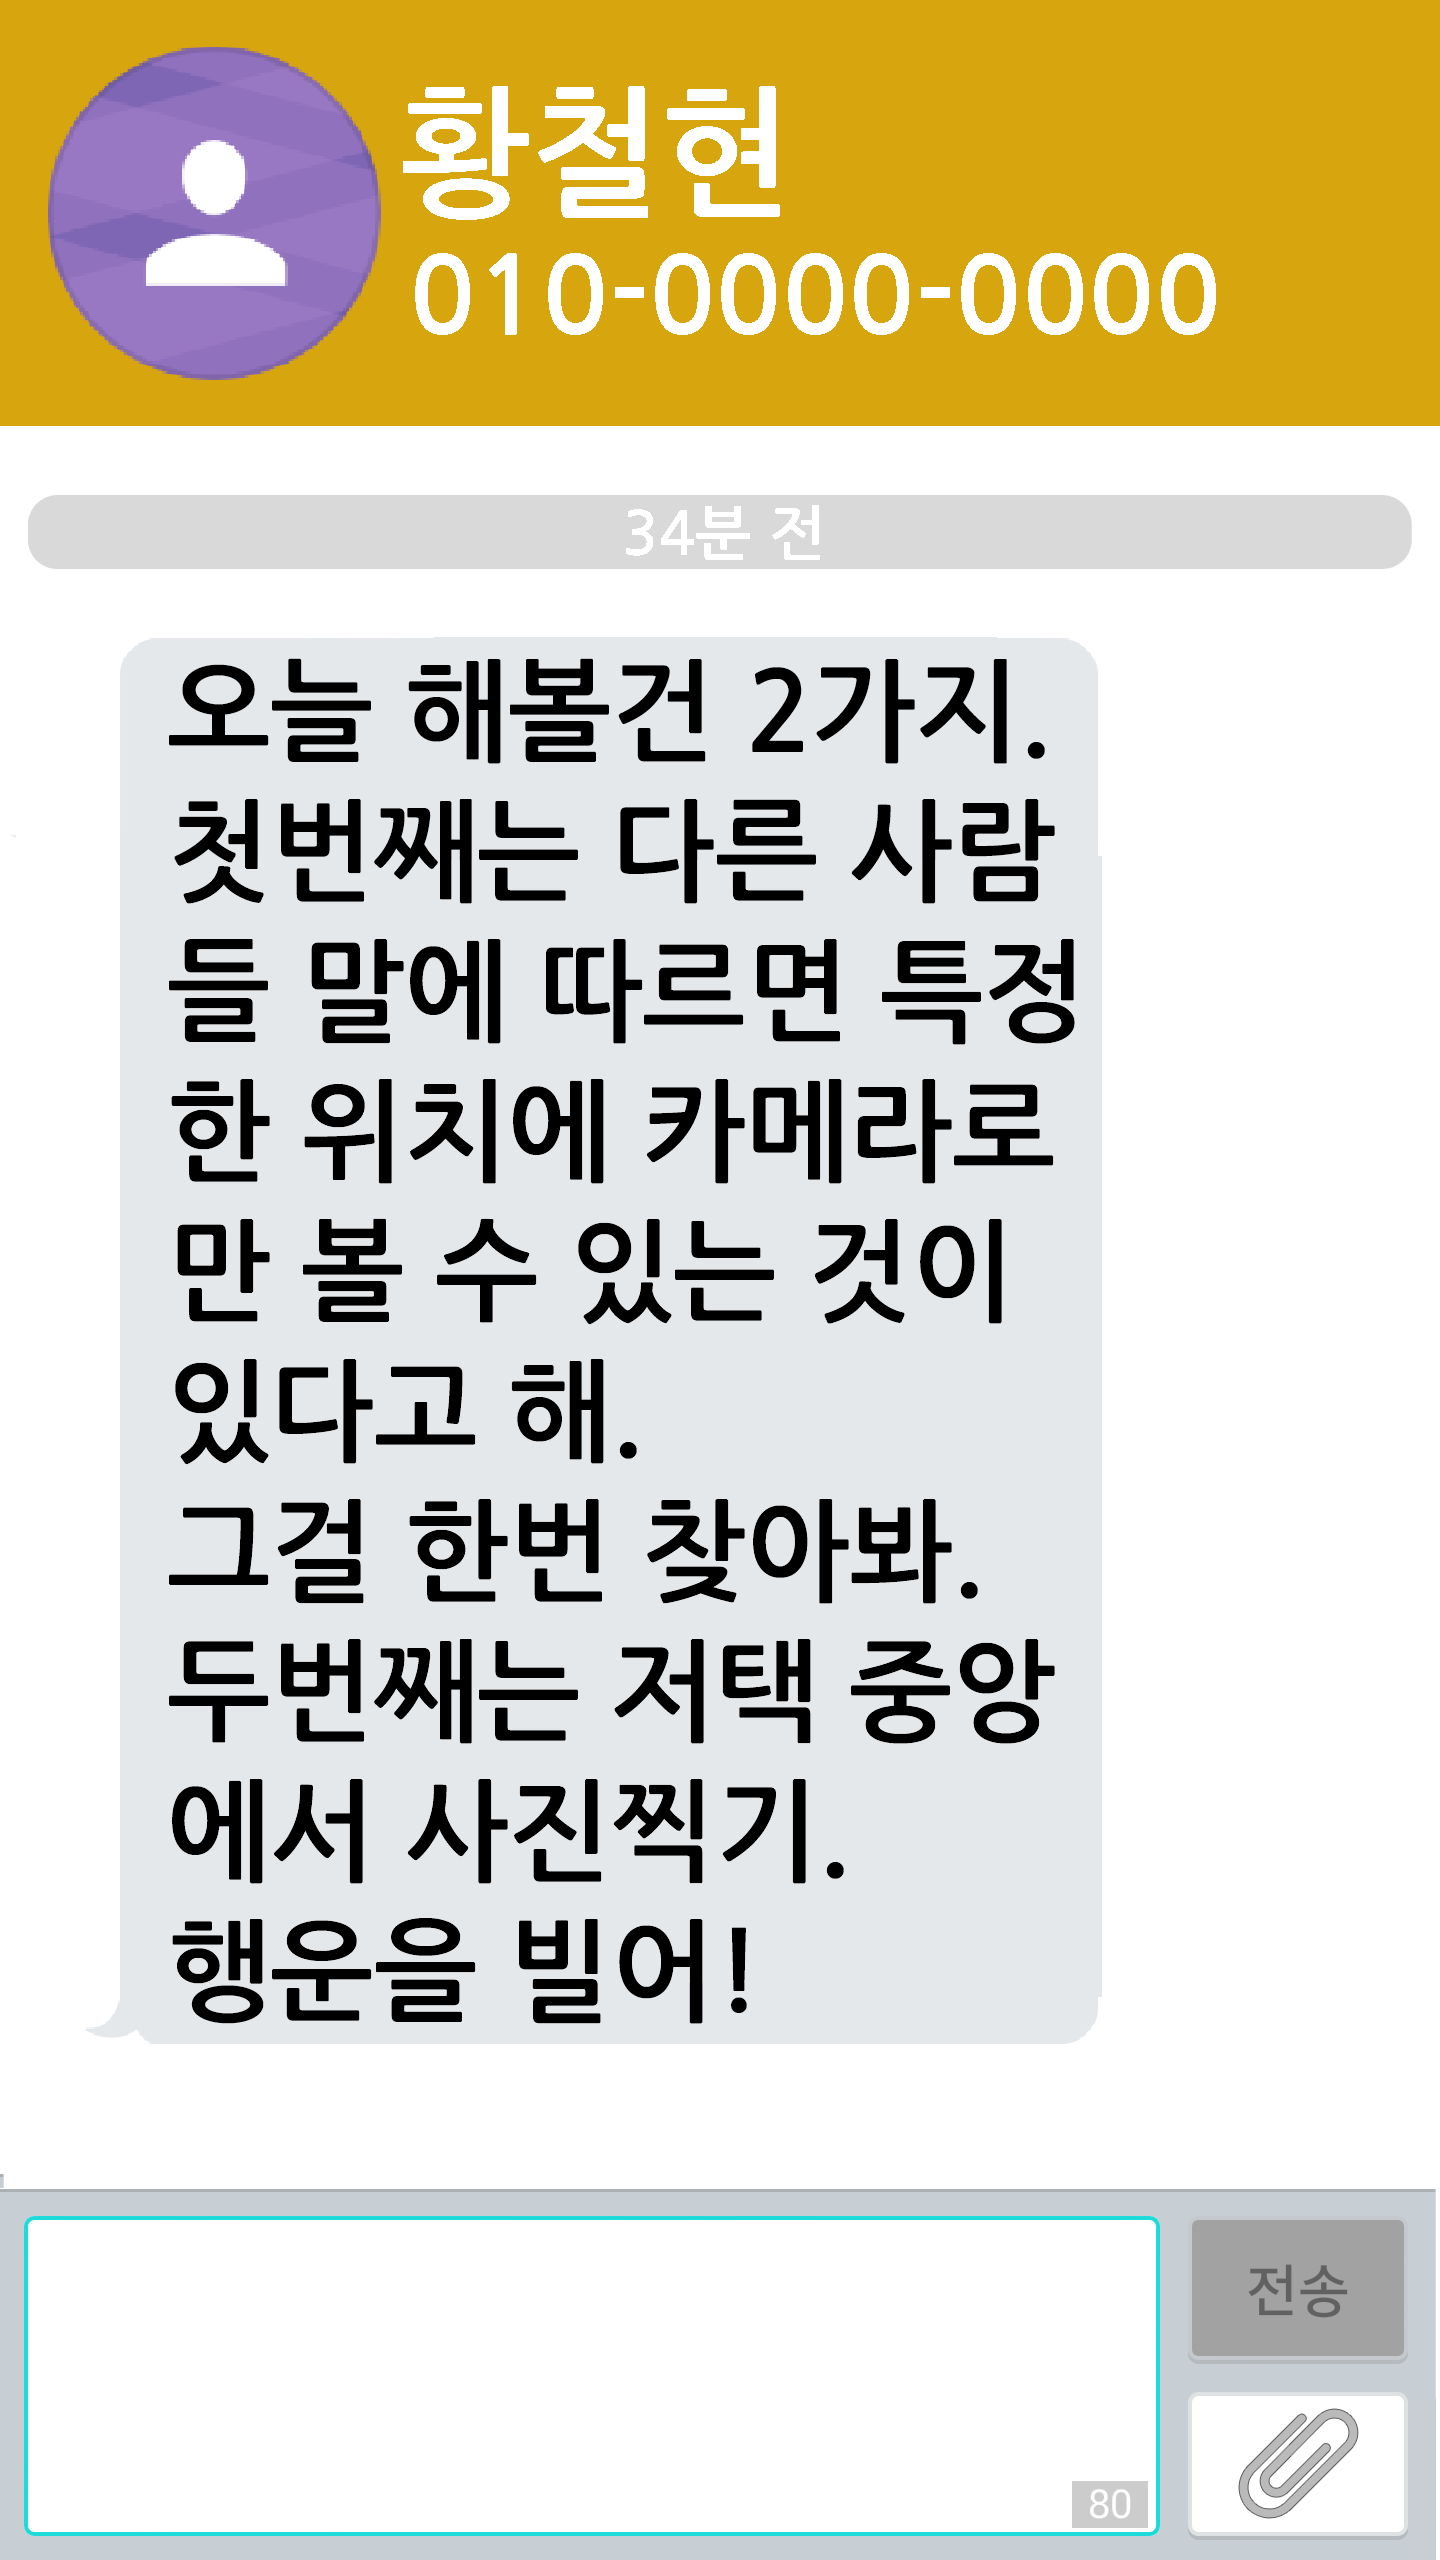 황철현
010-0000-0000
34분 전
오늘 해볼건 2가지.
첫번째는 다른 사람
들 말에 따르면 특정
한 위치에 카메라로
만 볼 수 있는 것이
있다고 해.
그걸 한번 찾아봐.
두번째는 저택 중앙
에서 사진찍기.
행운을 빌어!
전송
80